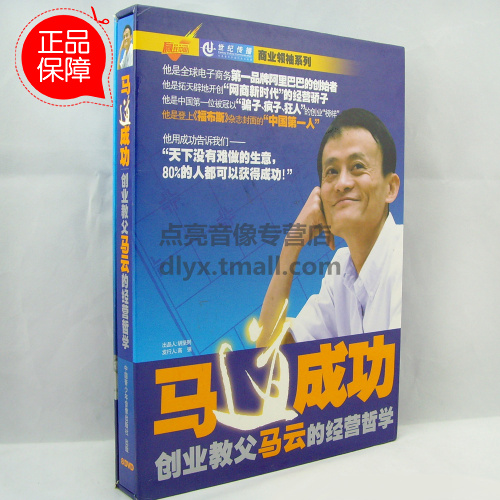 正品
保障
世纪传播
商业领袖系列
他是全球电子商务第一品牌阿里巴巴的创始者
他是拓天辟地开创“网商新时代”的经营骄子
他是中国第一位被冠以“骗子·疯子·狂人”的创业“榜样”
他是登上《福布斯》杂志封面的“中国第一人”
他用成功告诉我们——
“天下没有难做的生意，
80%的人都可以获得成功！”
点亮音像专营店
dlyx.tmall.com
马道成功
创业教父马云的经营哲学
马道成功
创业教父马云的经营哲学